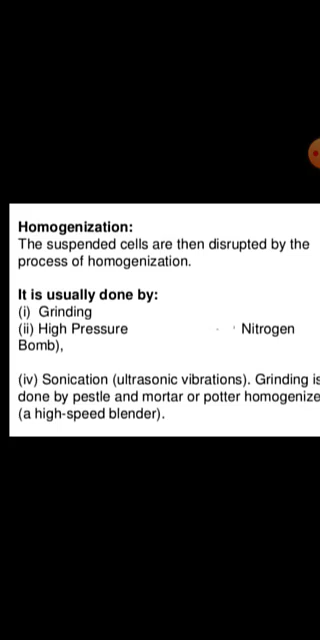 Homogenization:
The suspended cells are then disrupted by the
process of homogenization.
It is usually done by:
(i) Grinding
(ii) High Pressure Nitrogen
Bomb),
(iv) Sonication (ultrasonic vibrations). Grinding is
done by pestle and mortar or potter homogenize
(a high-speed blender).